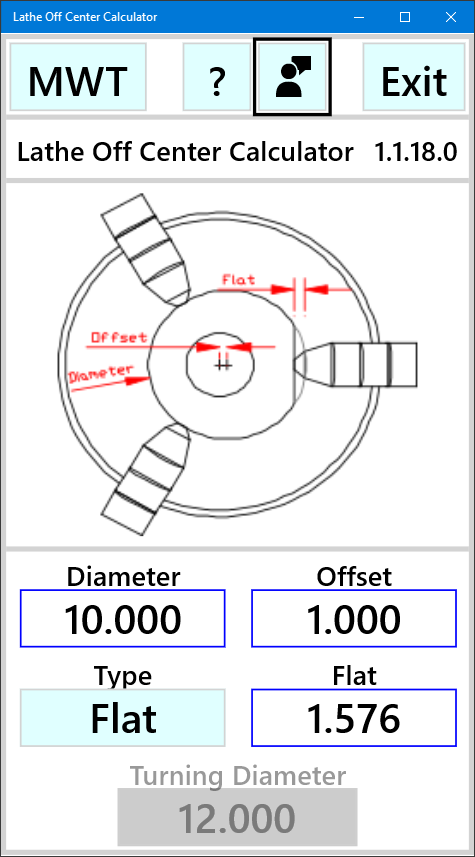 Lathe Off Center Calculator
MWT ? Exit
Lathe Off Center Calculator 1.1.18.0
Flat
Offset
Diameter
Diameter Offset
10.000 1.000
Type Flat
Flat 1.576
Turning Diameter
12.000